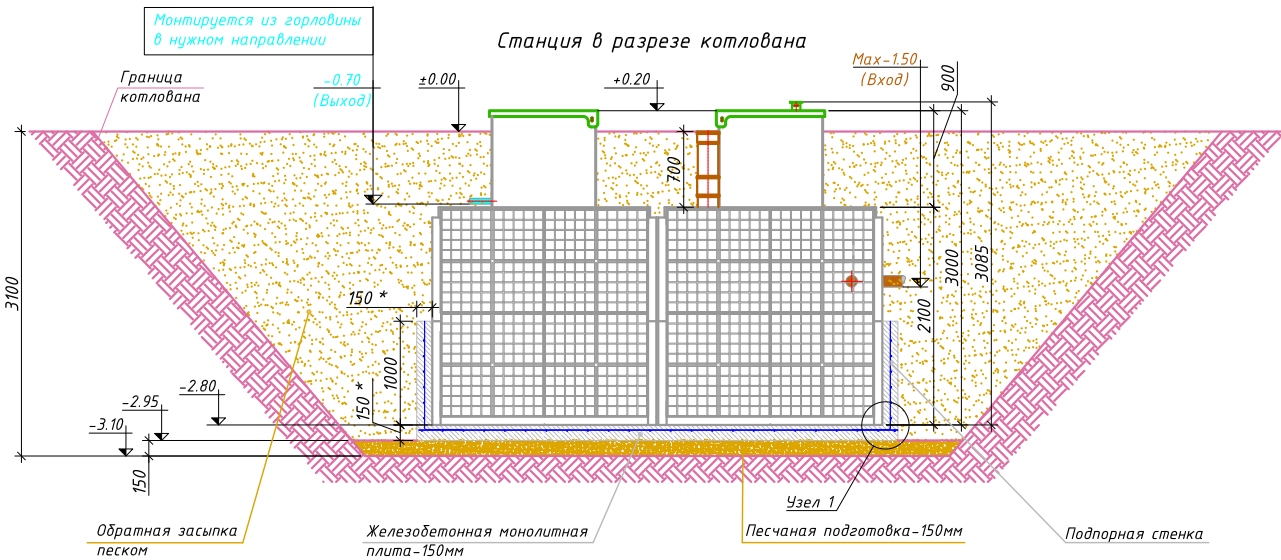 Монтируется из горловины
в нужном направлении
Станция в разрезе котлована
Граница
котлована
-0.70
(Выход)
±0.00
+0.20
Max-1.50
(Вход)
900
700
3100
150 *
1000
150 *
2100
3000
3085
-2.80
-2.95
-3.10
150
Узел 1
Обратная засыпка
песком
Железобетонная монолитная
плита-150мм
Песчаная подготовка-150мм
Подпорная стенка